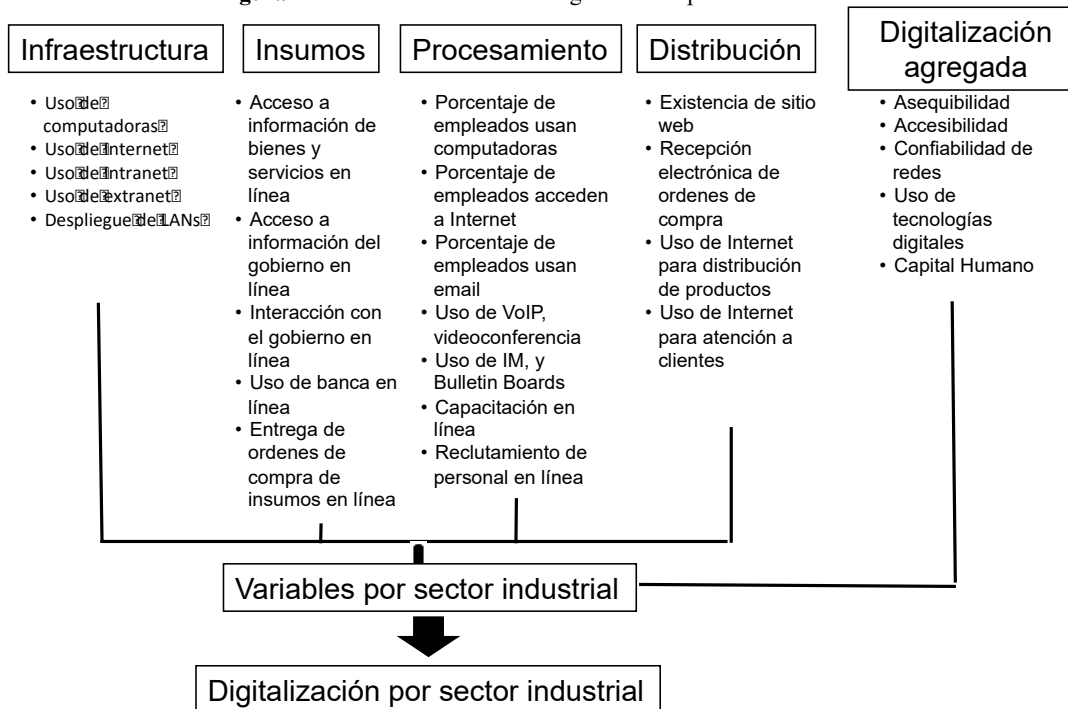 Infraestructura
• Uso de
computadoras
• Uso de Internet
• Uso de Intranet
• Uso de extranet
• Despliegue de LANs
Insumos
• Acceso a
información de
bienes y
servicios en
línea
• Acceso a
información del
gobierno en
línea
• Interacción con
el gobierno en
línea
• Uso de banca en
línea
• Entrega de
ordenes de
compra de
insumos en línea
Procesamiento
• Porcentaje de
empleados usan
computadoras
• Porcentaje de
empleados acceden
a Internet
• Porcentaje de
empleados usan
email
• Uso de VoIP,
videoconferencia
• Uso de IM, y
Bulletin Boards
• Capacitación en
línea
• Reclutamiento de
personal en línea
Distribución
• Existencia de sitio
web
• Recepción
electrónica de
ordenes de
compra
• Uso de Internet
para distribución
de productos
• Uso de Internet
para atención a
clientes
Digitalización
agregada
• Asequibilidad
• Accesibilidad
• Confiabilidad de
redes
• Uso de
tecnologías
digitales
• Capital Humano
Variables por sector industrial
Digitalización por sector industrial